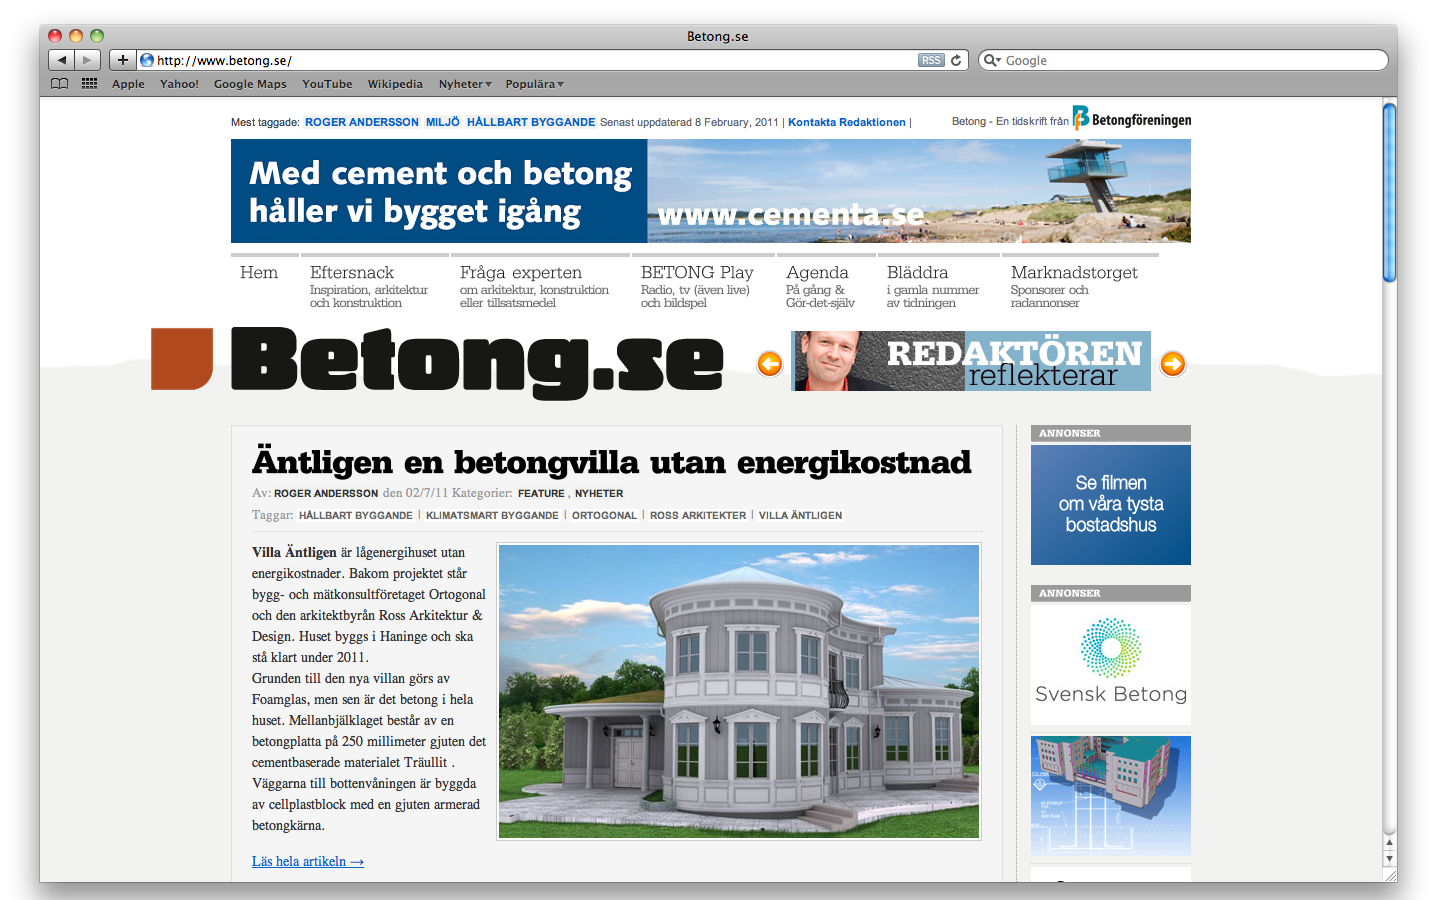 Betong.se
http://www.betong.se/
RSS
Google
Apple Yahoo! Google Maps YouTube Wikipedia Nyheter Populära
Mest taggade: ROGER ANDERSSON MILJÖ HÅLLBART BYGGANDE Senast uppdaterad 8 February, 2011 | Kontakta Redaktionen |
Betong - En tidskrift från Betongföreningen
Med cement och betong
håller vi bygget igång
www.cementa.se
Hem
Eftersnack
Inspiration, arkitektur
och konstruktion
Fråga experten
om arkitektur, konstruktion
eller tillsatsmedel
BETONG Play
Radio, tv (även live)
och bildspel
Agenda
På gång &
Gör-det-själv
Bläddra
i gamla nummer
av tidningen
Marknadstorget
Sponsorer och
radannonser
Betong.se
REDAKTÖREN
reflekterar
Äntligen en betongvilla utan energikostnad
Av: ROGER ANDERSSON den 02/7/11 Kategorier: FEATURE , NYHETER
Taggar: HÅLLBART BYGGANDE | KLIMATSMART BYGGANDE | ORTOGONAL | ROSS ARKITEKTER | VILLA ÄNTLIGEN
Villa Äntligen är lågenergihuset utan
energikostnader. Bakom projektet står
bygg- och mätkonsultföretaget Ortogonal
och den arkitektbyrån Ross Arkitektur &
Design. Huset byggs i Haninge och ska
stå klart under 2011.
Grunden till den nya villan görs av
Foamglas, men sen är det betong i hela
huset. Mellanbjälklaget består av en
betongplatta på 250 millimeter gjuten det
cementbaserade materialet Träullit .
Väggarna till bottenvåningen är byggda
av cellplastblock med en gjuten armerad
betongkärna.
Läs hela artikeln →
ANNONSER
Se filmen
om våra tysta
bostadshus
ANNONSER
Svensk Betong